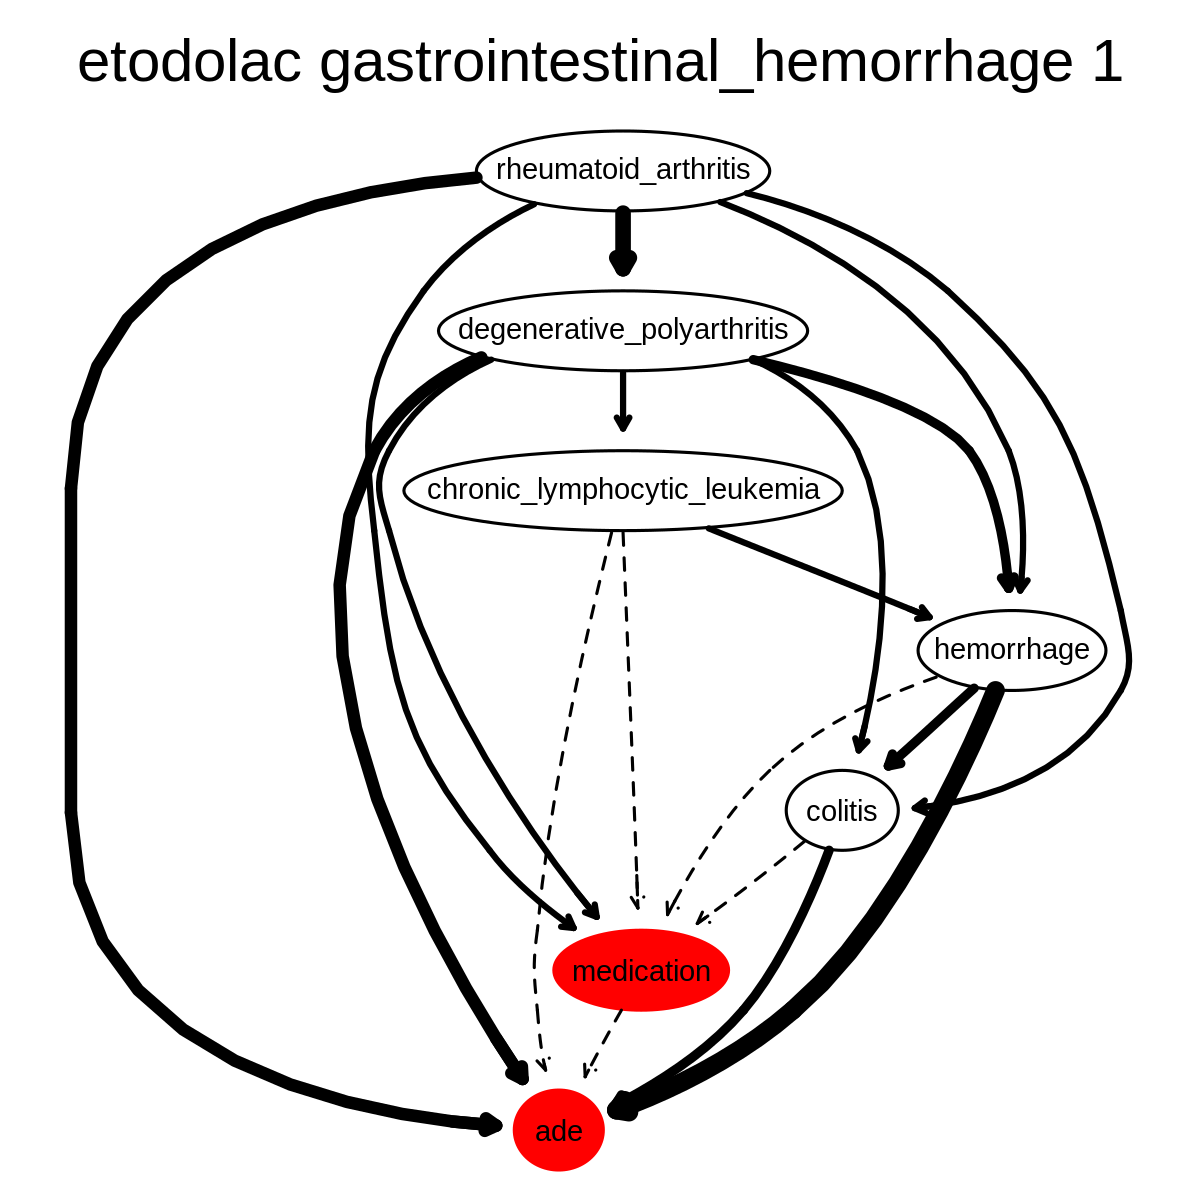 etodolac gastrointestinal_hemorrhage 1
rheumatoid_arthritis
degenerative_polyarthritis
chronic_lymphocytic_leukemia
hemorrhage
colitis
medication
ade